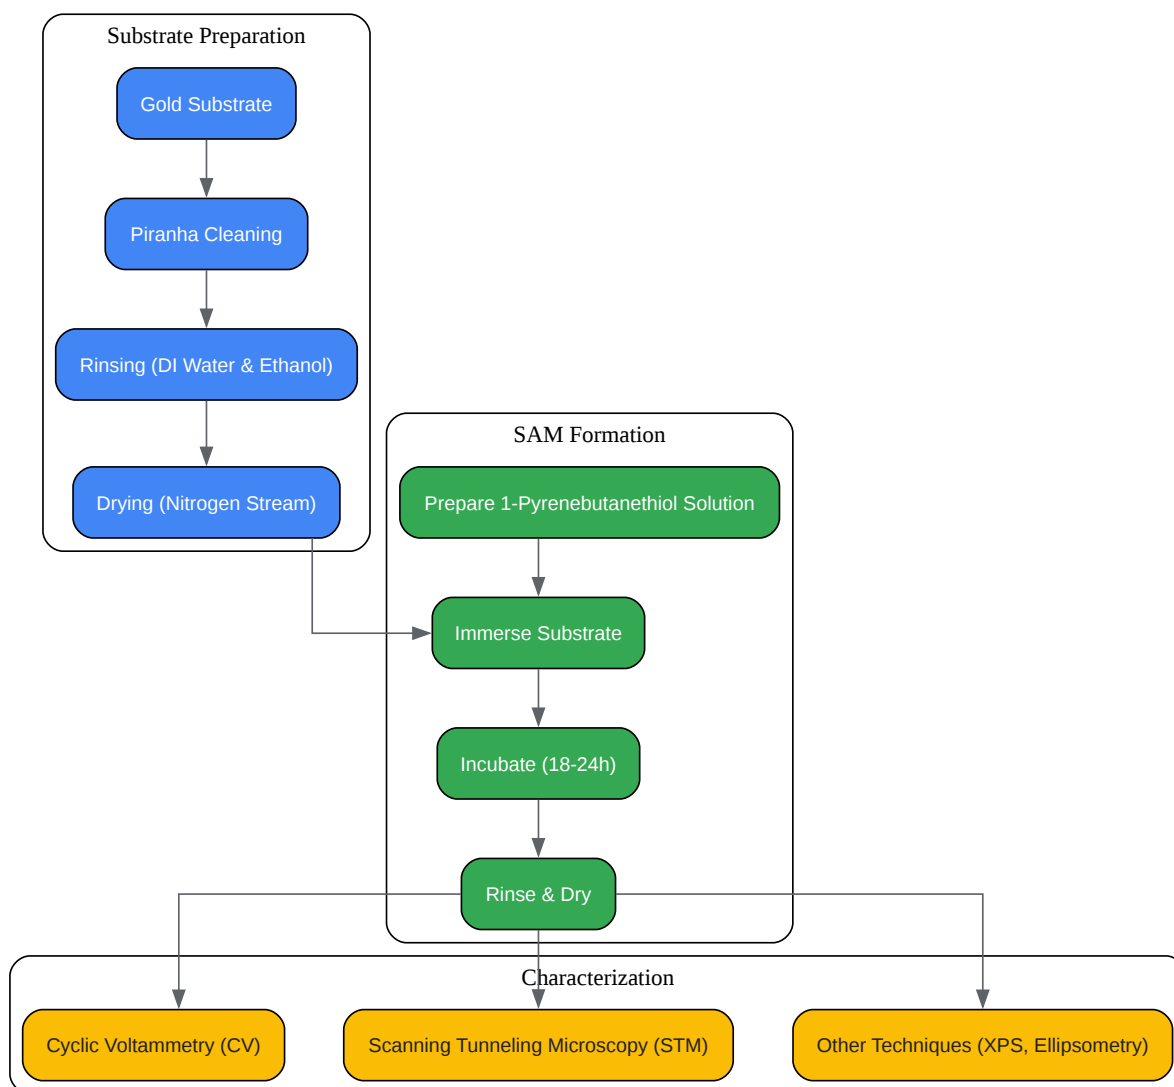 Substrate Preparation
Gold Substrate
Piranha Cleaning
Rinsing (DI Water & Ethanol)
Drying (Nitrogen Stream)
SAM Formation
Prepare 1-Pyrenebutanethiol Solution
Immerse Substrate
Incubate (18-24h)
Rinse & Dry
Characterization
Cyclic Voltammetry (CV)
Scanning Tunneling Microscopy (STM)
Other Techniques (XPS, Ellipsometry)